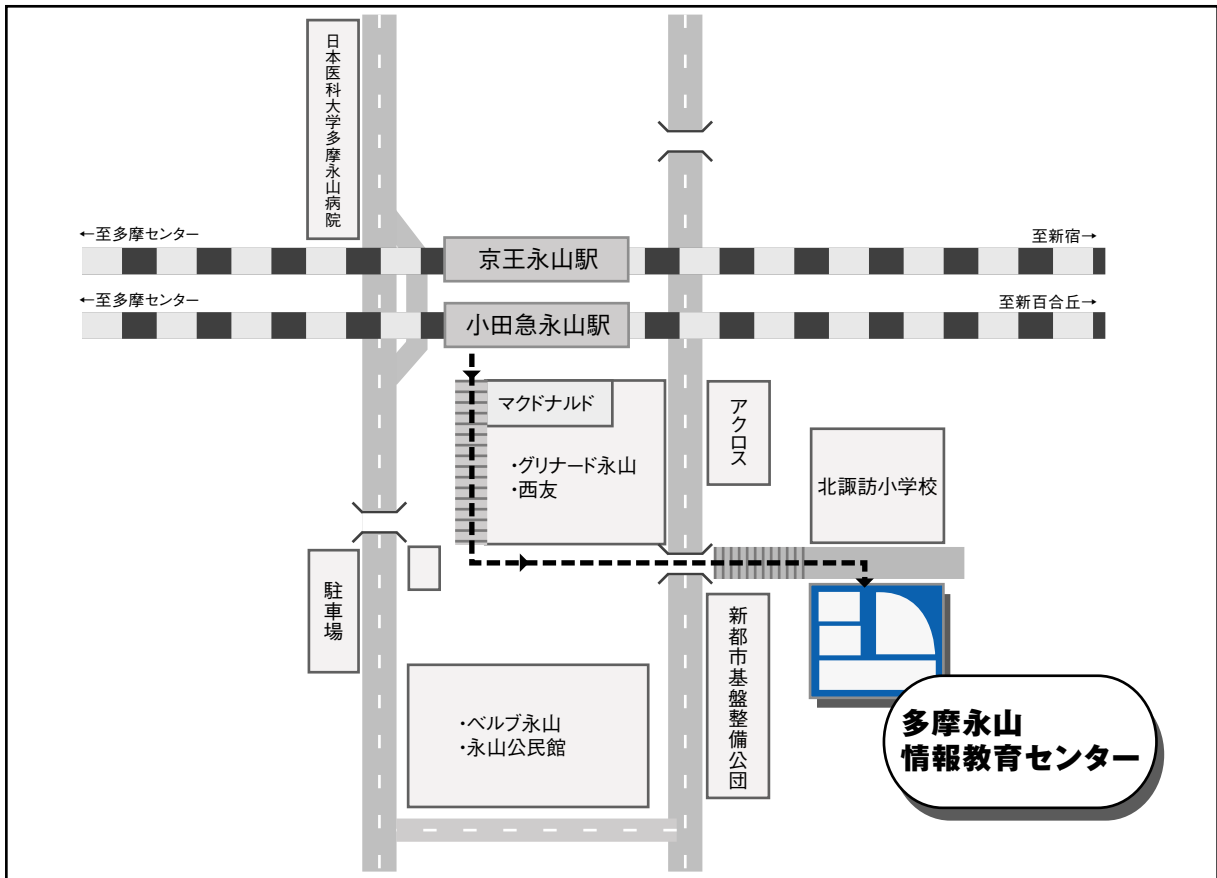 日本医科大学多摩永山病院
←至多摩センター
至新宿→
京王永山駅
←至多摩センター
至新百合丘→
小田急永山駅
マクドナルド
・グリナード永山
・西友
アクロス
北諏訪小学校
駐車場
新都市基盤整備公団
・ベルブ永山
・永山公民館
多摩永山
情報教育センター